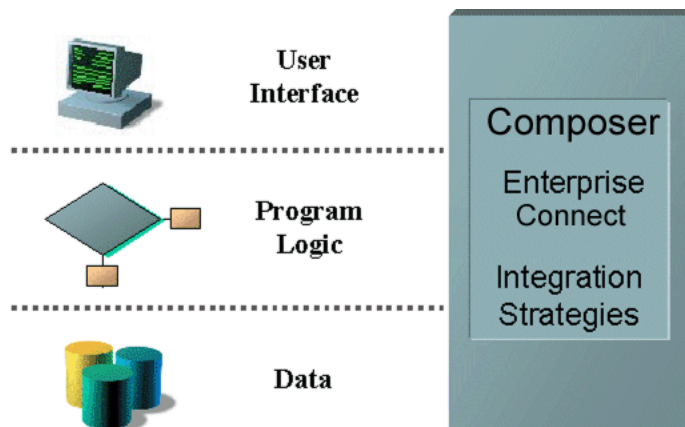 User
Interface
Program
Logic
Data
Composer
Enterprise
Connect
Integration
Strategies